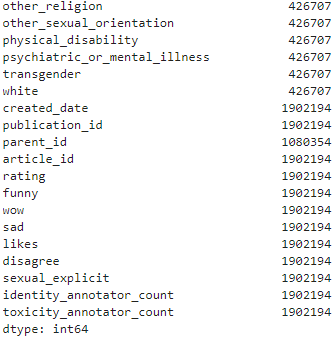 other_religion 426707
other_sexual_orientation 426707
physical_disability 426707
psychiatric_or_mental_illness 426707
transgender 426707
white 426707
created_date 1902194
publication_id 1902194
parent_id 1080354
article_id 1902194
rating 1902194
funny 1902194
wow 1902194
sad 1902194
likes 1902194
disagree 1902194
sexual_explicit 1902194
identity_annotator_count 1902194
toxicity_annotator_count 1902194
dtype: int64